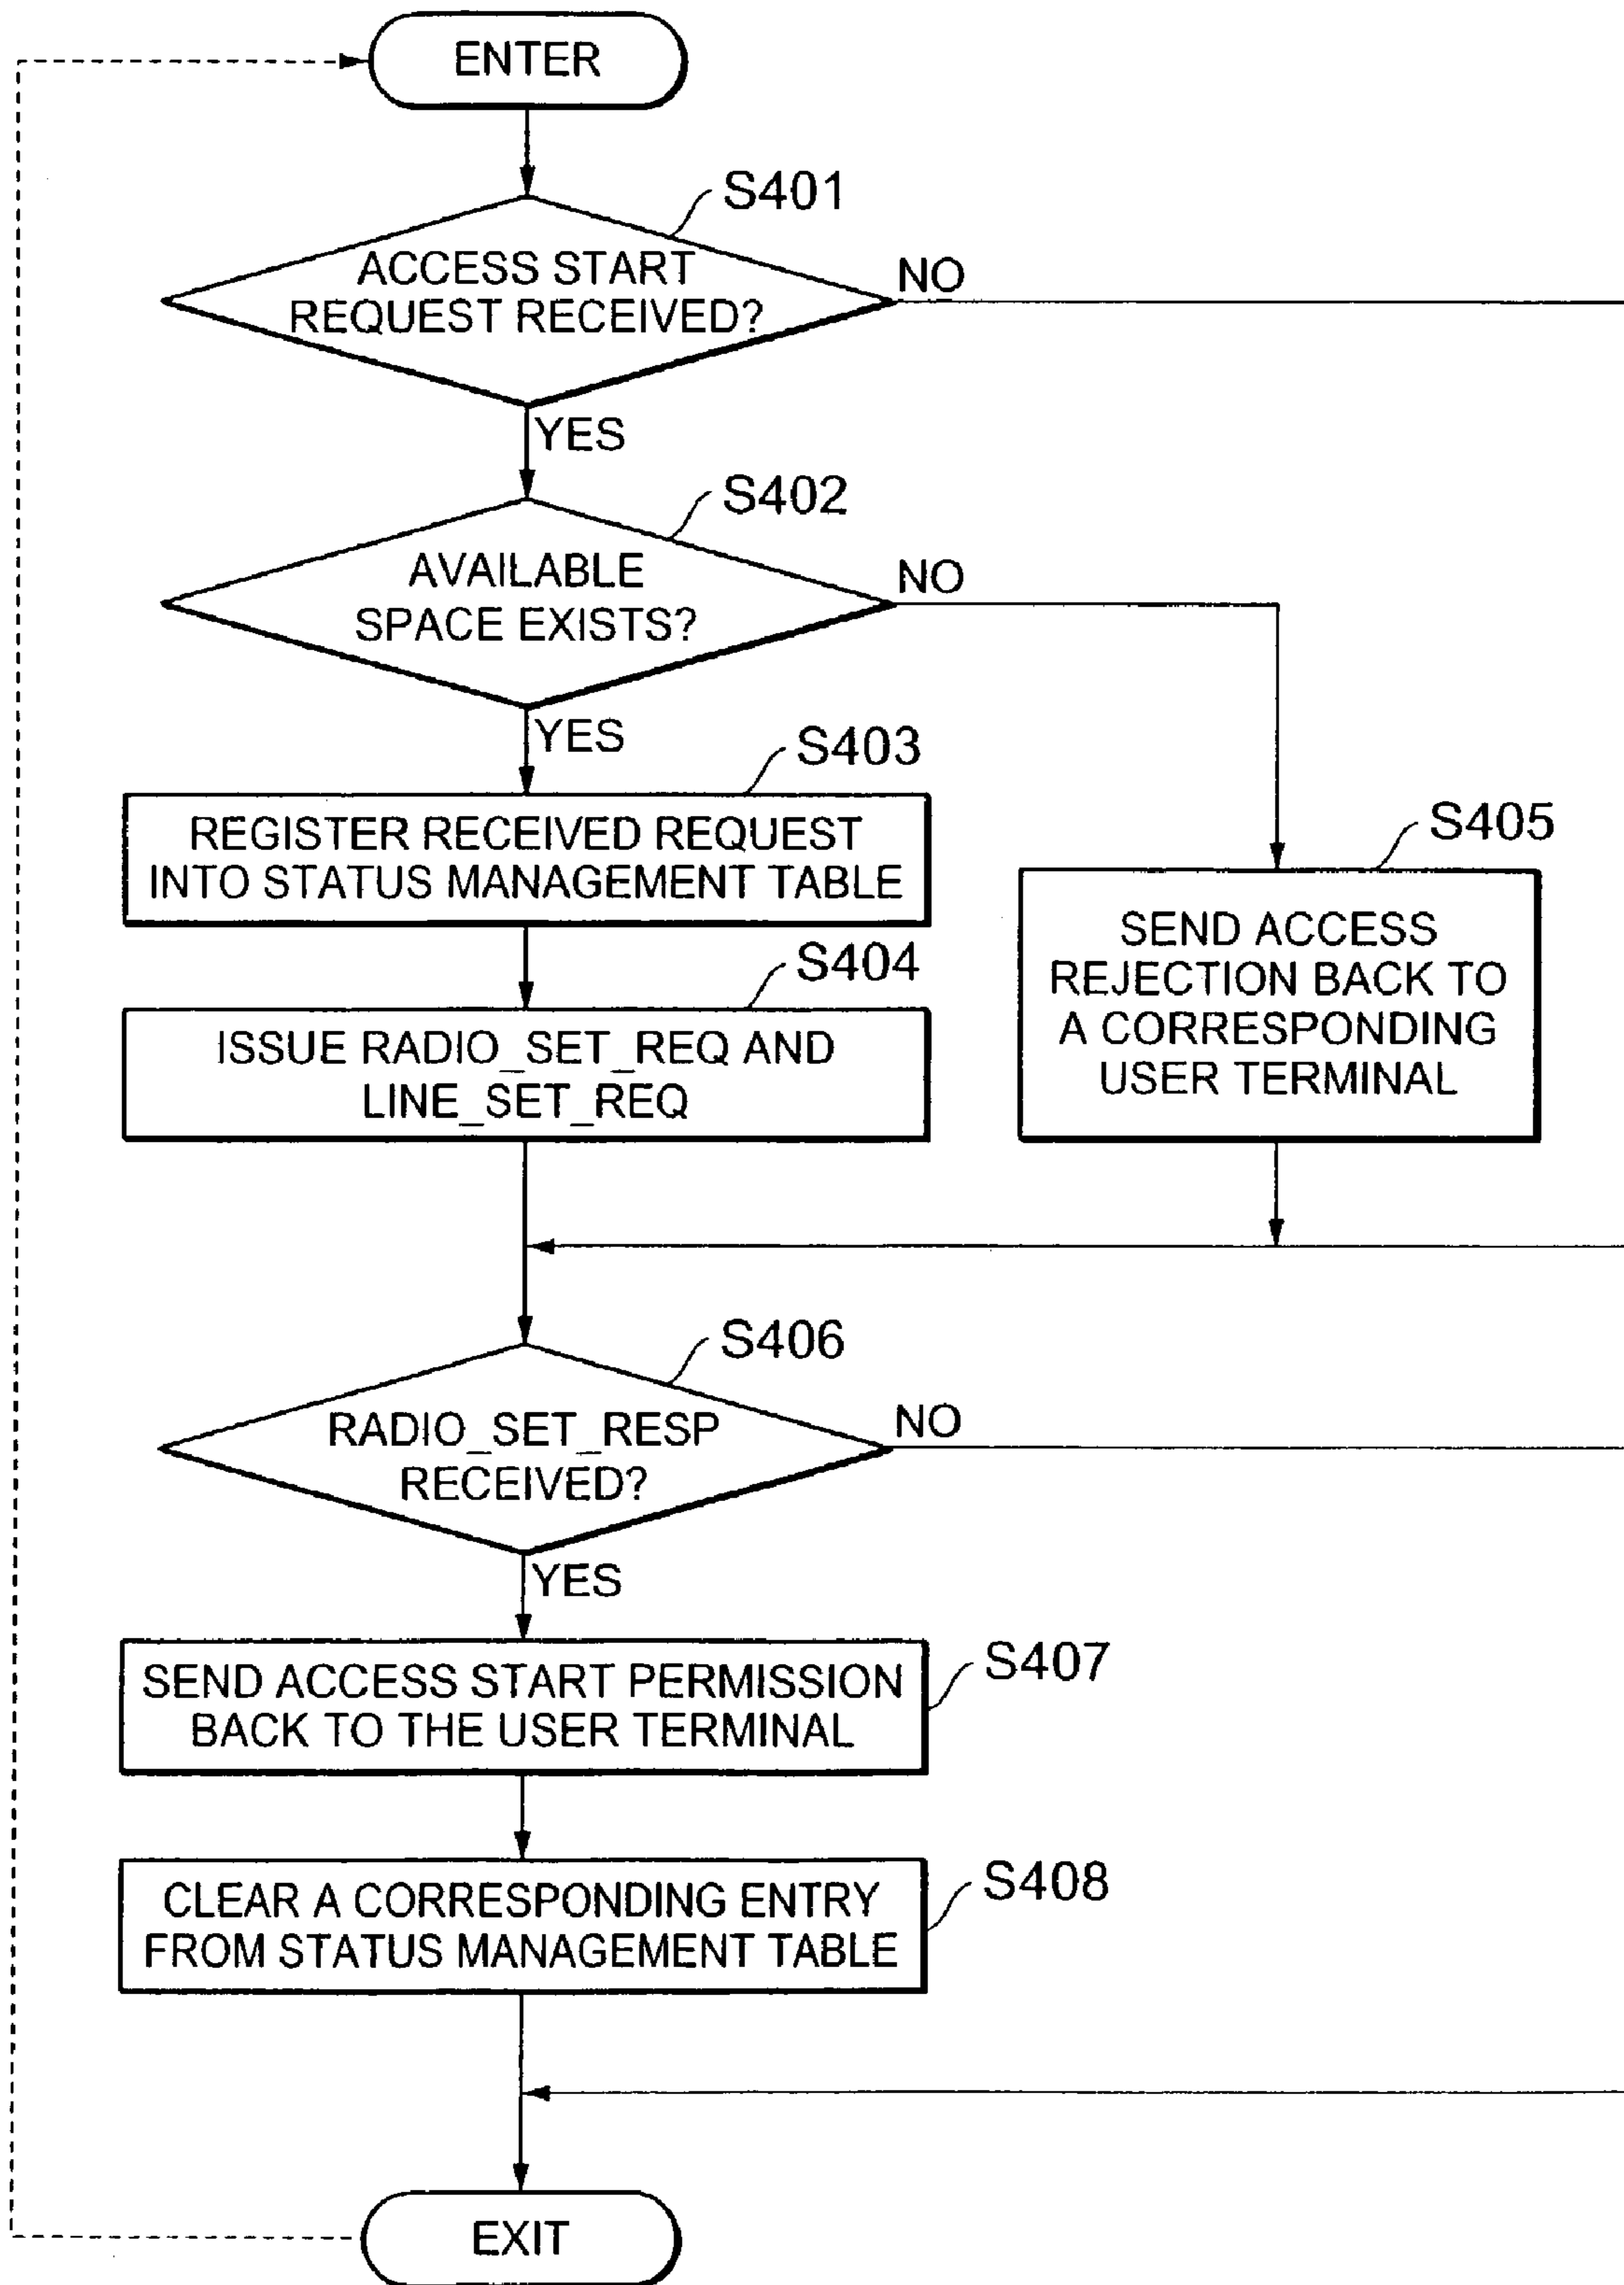 ENTER
S401
ACCESS START
REQUEST RECEIVED?
NO
YES
S402
AVAILABLE
SPACE EXISTS?
NO
YES
S403
REGISTER RECEIVED REQUEST
INTO STATUS MANAGEMENT TABLE
S405
SEND ACCESS
REJECTION BACK TO
A CORRESPONDING
USER TERMINAL
S404
ISSUE RADIO_SET_REQ AND
LINE_SET_REQ
S406
RADIO_SET_RESP
RECEIVED?
NO
YES
S407
SEND ACCESS START PERMISSION
BACK TO THE USER TERMINAL
S408
CLEAR A CORRESPONDING ENTRY
FROM STATUS MANAGEMENT TABLE
EXIT